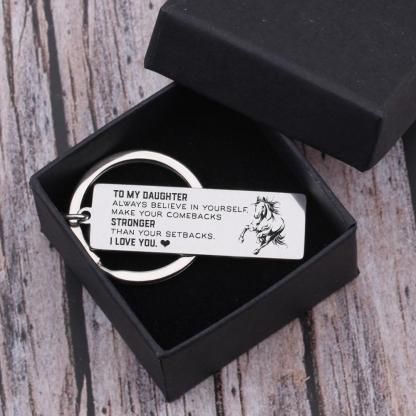 TO MY DAUGHTER
ALWAYS BELIEVE IN YOURSELF,
MAKE YOUR COMEBACKS
STRONGER
THAN YOUR SETBACKS.
I LOVE YOU. ♥